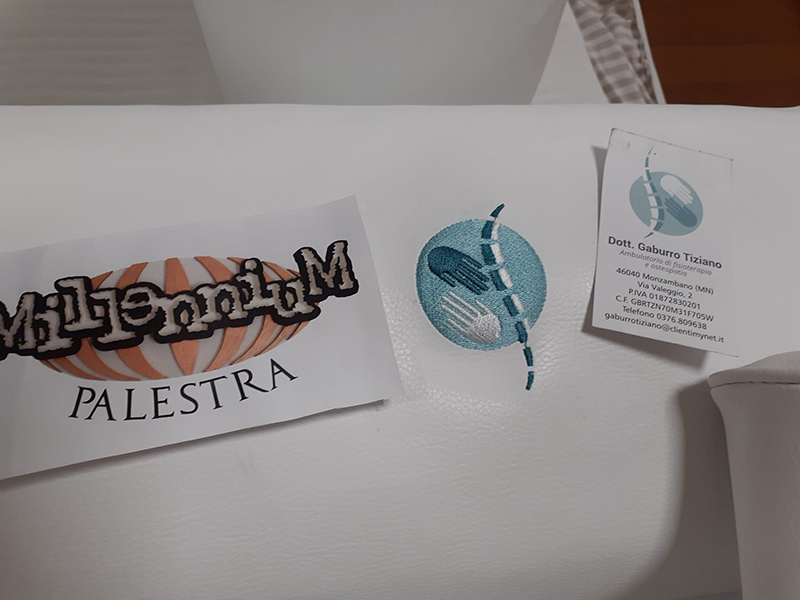 Millennium
PALESTRA
Dott. Gaburro Tiziano
Ambulatorio di fisioterapia
e osteopatia
46040 Monzambano (MN)
Via Valeggio, 2
P.IVA 01872830201
C.F. GBRTZN70M31F705W
Telefono 0376.809638
gaburrotiziano@clientimynet.it